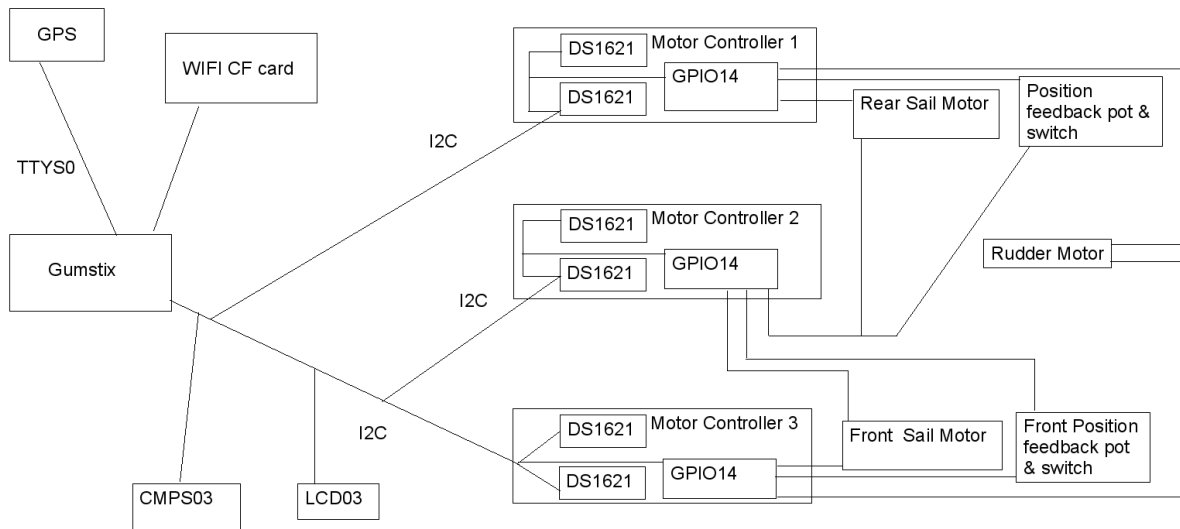 GPS
WIFI CF card
TTYS0
Gumstix
I2C
CMPS03
LCD03
I2C
I2C
DS1621
Motor Controller 1
GPIO14
DS1621
Rear Sail Motor
Position
feedback pot &
switch
DS1621
Motor Controller 2
GPIO14
DS1621
Rudder Motor
DS1621
Motor Controller 3
GPIO14
DS1621
Front Sail Motor
Front Position
feedback pot
& switch